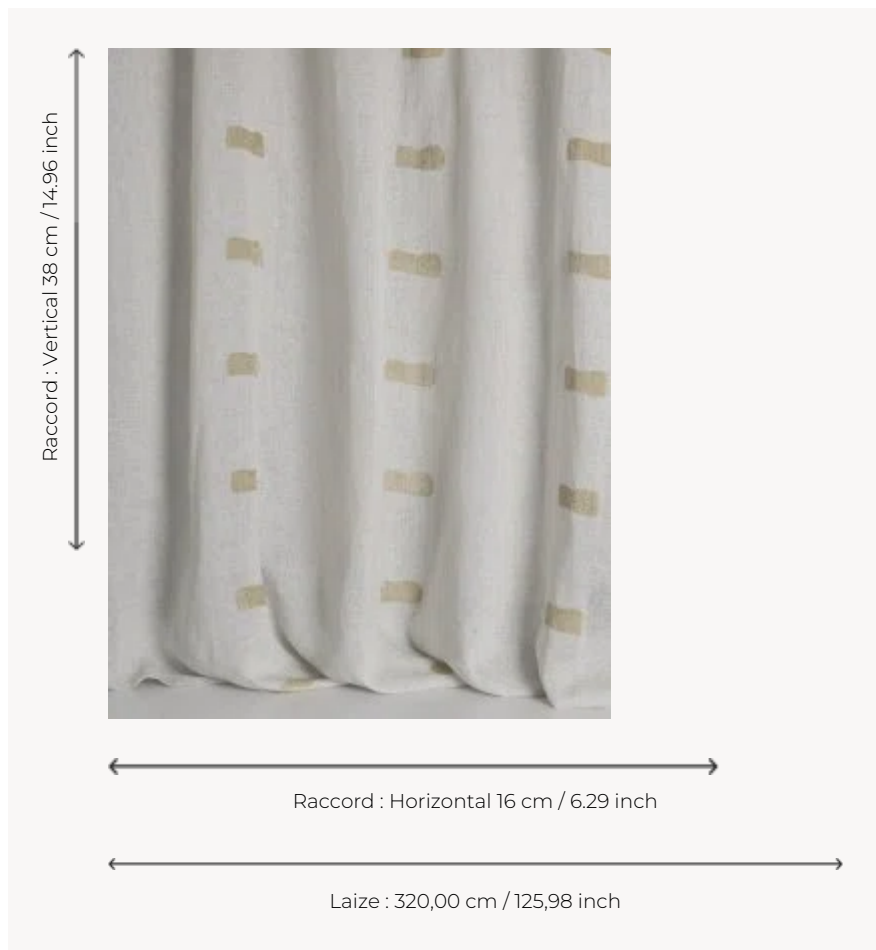 Raccord : Vertical 38 cm / 14.96 inch
Raccord : Horizontal 16 cm / 6.29 inch
Laize : 320,00 cm / 125,98 inch